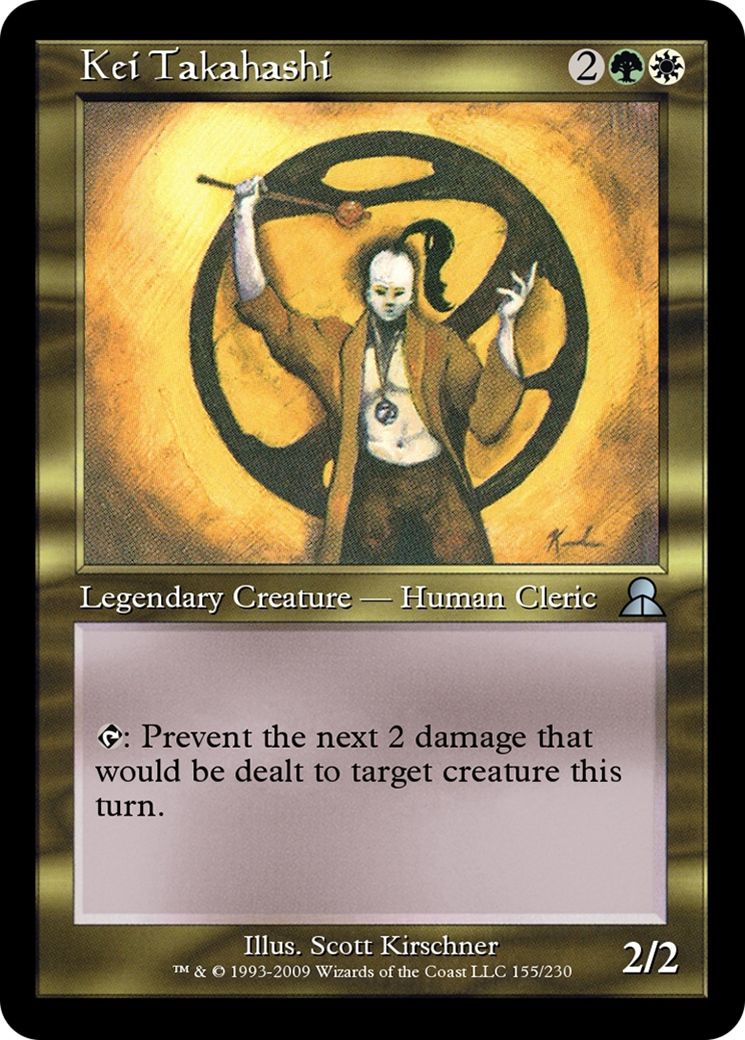 Kei Takahashi 2
Legendary Creature — Human Cleric
: Prevent the next 2 damage that
would be dealt to target creature this
turn.
Illus. Scott Kirschner
™ & © 1993-2009 Wizards of the Coast LLC 155/230
2/2